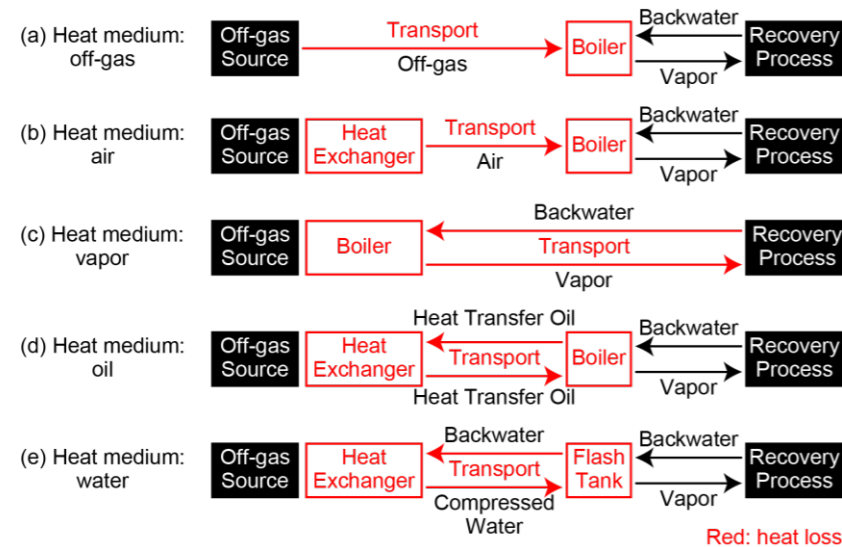 (a) Heat medium:
off-gas
Off-gas
Source
Transport
Off-gas
Boiler
Backwater
Vapor
Recovery
Process
(b) Heat medium:
air
Off-gas
Source
Heat
Exchanger
Transport
Air
Boiler
Backwater
Vapor
Recovery
Process
(c) Heat medium:
vapor
Off-gas
Source
Boiler
Backwater
Transport
Vapor
Recovery
Process
(d) Heat medium:
oil
Off-gas
Source
Heat
Exchanger
Heat Transfer Oil
Transport
Heat Transfer Oil
Boiler
Backwater
Vapor
Recovery
Process
(e) Heat medium:
water
Off-gas
Source
Heat
Exchanger
Backwater
Transport
Compressed
Water
Flash
Tank
Backwater
Vapor
Recovery
Process
Red: heat loss